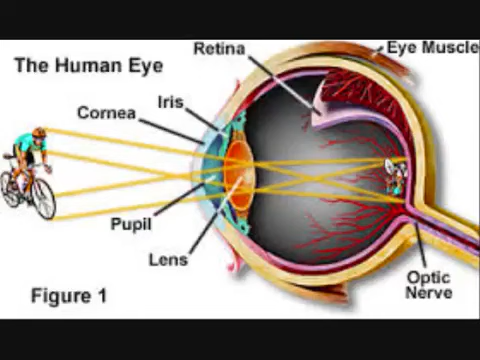 Retina
Eye Muscle
The Human Eye
Iris
Cornea
Pupil
Lens
Optic
Nerve
Figure 1